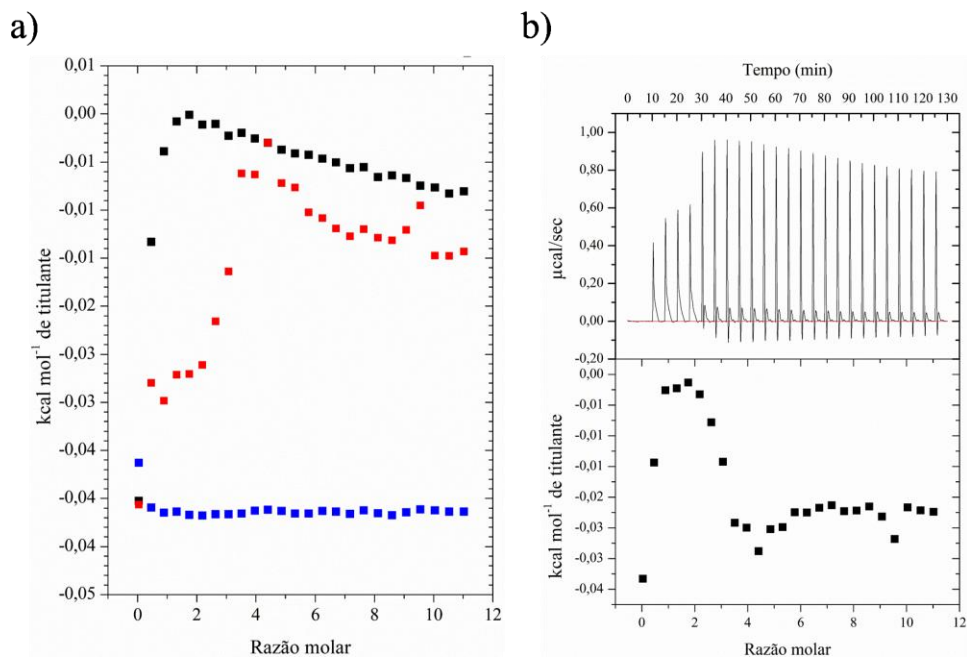 a)
0,01
0,00
-0,01
-0,01
-0,01
-0,02
-0,03
-0,03
-0,04
-0,04
-0,04
-0,05
kcal mol⁻¹ de titulante
0 2 4 6 8 10 12
Razão molar
b)
Tempo (min)
0 10 20 30 40 50 60 70 80 90 100 110 120 130
1,00
0,80
0,60
0,40
0,20
0,00
-0,20
µcal/sec
0,00
-0,01
-0,01
-0,01
-0,02
-0,03
-0,04
kcal mol⁻¹ de titulante
0 2 4 6 8 10 12
Razão molar